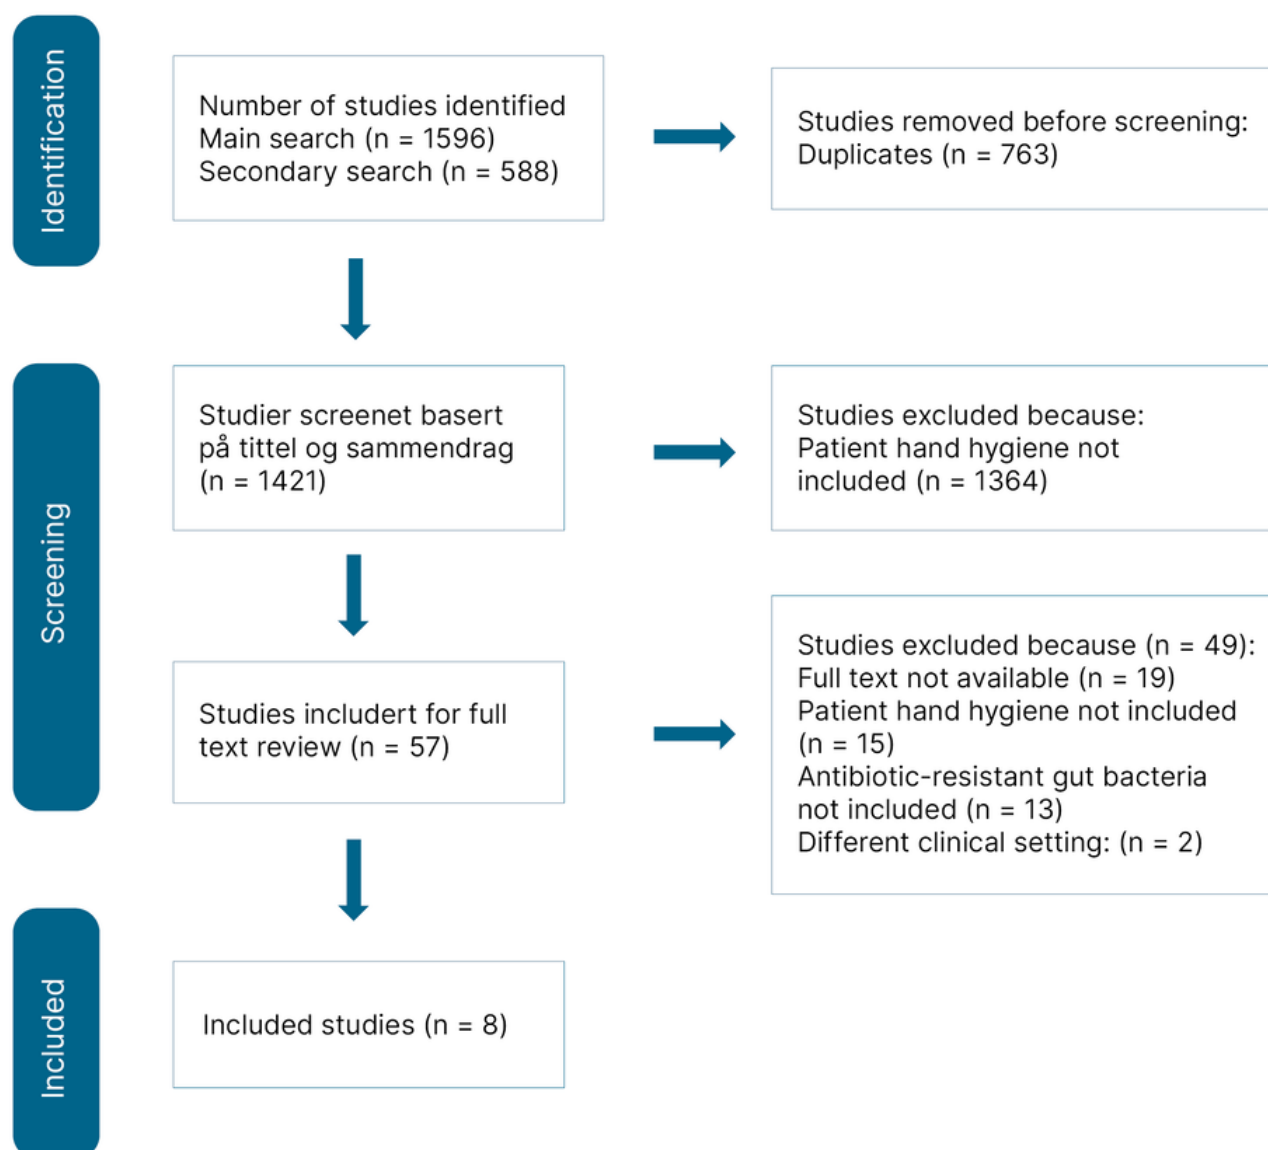 Identification
Number of studies identified
Main search (n = 1596)
Secondary search (n = 588)
Studies removed before screening:
Duplicates (n = 763)
Screening
Studier screenet basert
på tittel og sammendrag
(n = 1421)
Studies excluded because:
Patient hand hygiene not
included (n = 1364)
Studies includert for full
text review (n = 57)
Studies excluded because (n = 49):
Full text not available (n = 19)
Patient hand hygiene not included
(n = 15)
Antibiotic-resistant gut bacteria
not included (n = 13)
Different clinical setting: (n = 2)
Included
Included studies (n = 8)